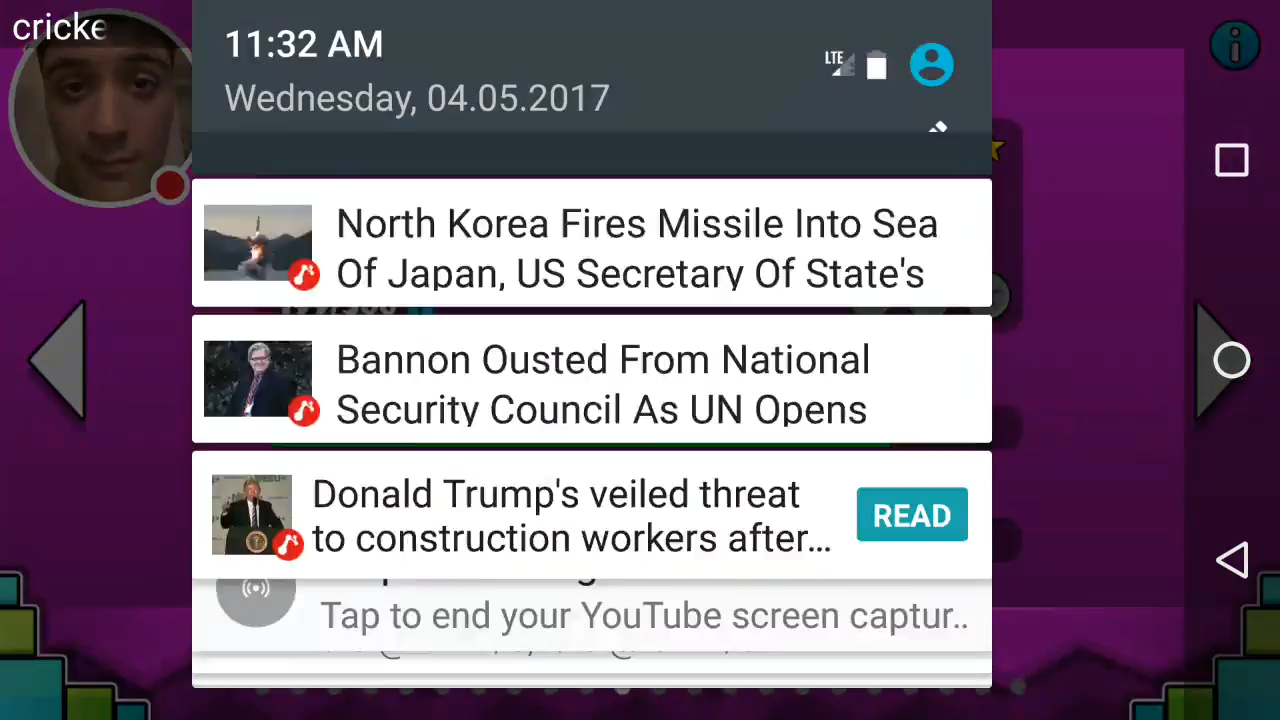 cricke
11:32 AM
LTE
Wednesday, 04.05.2017
North Korea Fires Missile Into Sea
Of Japan, US Secretary Of State's
Bannon Ousted From National
Security Council As UN Opens
Donald Trump's veiled threat
to construction workers after...
READ
Tap to end your YouTube screen captur..